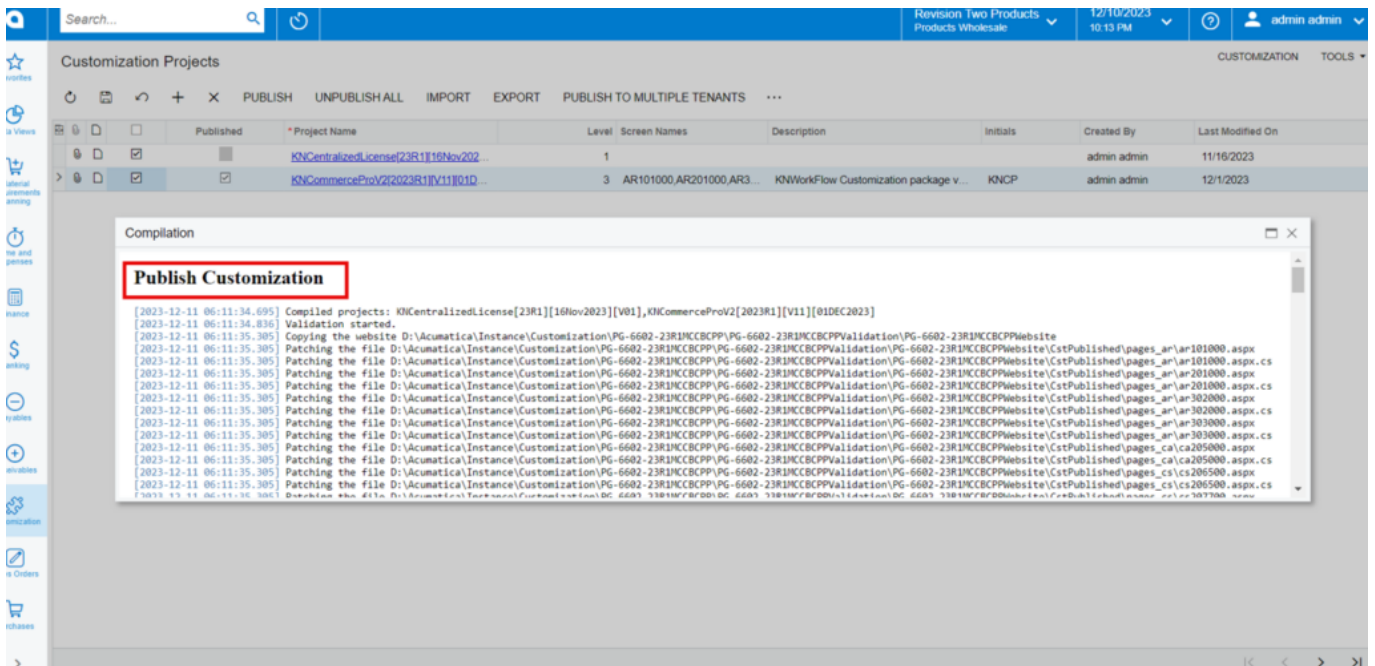 Search...
Revision Two Products
Products Wholesale
12/10/2023
10:13 PM
admin admin
Customization Projects
CUSTOMIZATION TOOLS
PUBLISH UNPUBLISH ALL IMPORT EXPORT PUBLISH TO MULTIPLE TENANTS ...
Published * Project Name Level Screen Names Description Initials Created By Last Modified On
KNCentralizedLicense[23R1][16Nov202... 1 admin admin 11/16/2023
KNCommerceProV2[2023R1][V11][01D... 3 AR101000,AR201000,AR3... KNWorkFlow Customization package v... KNCP admin admin 12/1/2023
Compilation
Publish Customization
[2023-12-11 06:11:34.695] Compiled projects: KNCentralizedLicense[23R1][16Nov2023][V01],KNCommerceProV2[2023R1][V11][01DEC2023]
[2023-12-11 06:11:34.836] Validation started.
[2023-12-11 06:11:35.305] Copying the website D:\Acumatica\Instance\Customization\PG-6602-23R1MCCBCPP\PG-6602-23R1MCCBCPPValidation\PG-6602-23R1MCCBCPPWebsite
[2023-12-11 06:11:35.305] Patching the file D:\Acumatica\Instance\Customization\PG-6602-23R1MCCBCPP\PG-6602-23R1MCCBCPPValidation\PG-6602-23R1MCCBCPPWebsite\CstPublished\pages_ar\ar101000.aspx
[2023-12-11 06:11:35.305] Patching the file D:\Acumatica\Instance\Customization\PG-6602-23R1MCCBCPP\PG-6602-23R1MCCBCPPValidation\PG-6602-23R1MCCBCPPWebsite\CstPublished\pages_ar\ar101000.aspx.cs
[2023-12-11 06:11:35.305] Patching the file D:\Acumatica\Instance\Customization\PG-6602-23R1MCCBCPP\PG-6602-23R1MCCBCPPValidation\PG-6602-23R1MCCBCPPWebsite\CstPublished\pages_ar\ar201000.aspx
[2023-12-11 06:11:35.305] Patching the file D:\Acumatica\Instance\Customization\PG-6602-23R1MCCBCPP\PG-6602-23R1MCCBCPPValidation\PG-6602-23R1MCCBCPPWebsite\CstPublished\pages_ar\ar201000.aspx.cs
[2023-12-11 06:11:35.305] Patching the file D:\Acumatica\Instance\Customization\PG-6602-23R1MCCBCPP\PG-6602-23R1MCCBCPPValidation\PG-6602-23R1MCCBCPPWebsite\CstPublished\pages_ar\ar302000.aspx
[2023-12-11 06:11:35.305] Patching the file D:\Acumatica\Instance\Customization\PG-6602-23R1MCCBCPP\PG-6602-23R1MCCBCPPValidation\PG-6602-23R1MCCBCPPWebsite\CstPublished\pages_ar\ar302000.aspx.cs
[2023-12-11 06:11:35.305] Patching the file D:\Acumatica\Instance\Customization\PG-6602-23R1MCCBCPP\PG-6602-23R1MCCBCPPValidation\PG-6602-23R1MCCBCPPWebsite\CstPublished\pages_ar\ar303000.aspx
[2023-12-11 06:11:35.305] Patching the file D:\Acumatica\Instance\Customization\PG-6602-23R1MCCBCPP\PG-6602-23R1MCCBCPPValidation\PG-6602-23R1MCCBCPPWebsite\CstPublished\pages_ar\ar303000.aspx.cs
[2023-12-11 06:11:35.305] Patching the file D:\Acumatica\Instance\Customization\PG-6602-23R1MCCBCPP\PG-6602-23R1MCCBCPPValidation\PG-6602-23R1MCCBCPPWebsite\CstPublished\pages_ca\ca205000.aspx
[2023-12-11 06:11:35.305] Patching the file D:\Acumatica\Instance\Customization\PG-6602-23R1MCCBCPP\PG-6602-23R1MCCBCPPValidation\PG-6602-23R1MCCBCPPWebsite\CstPublished\pages_ca\ca205000.aspx.cs
[2023-12-11 06:11:35.305] Patching the file D:\Acumatica\Instance\Customization\PG-6602-23R1MCCBCPP\PG-6602-23R1MCCBCPPValidation\PG-6602-23R1MCCBCPPWebsite\CstPublished\pages_cs\cs206500.aspx
[2023-12-11 06:11:35.305] Patching the file D:\Acumatica\Instance\Customization\PG-6602-23R1MCCBCPP\PG-6602-23R1MCCBCPPValidation\PG-6602-23R1MCCBCPPWebsite\CstPublished\pages_cs\cs206500.aspx.cs